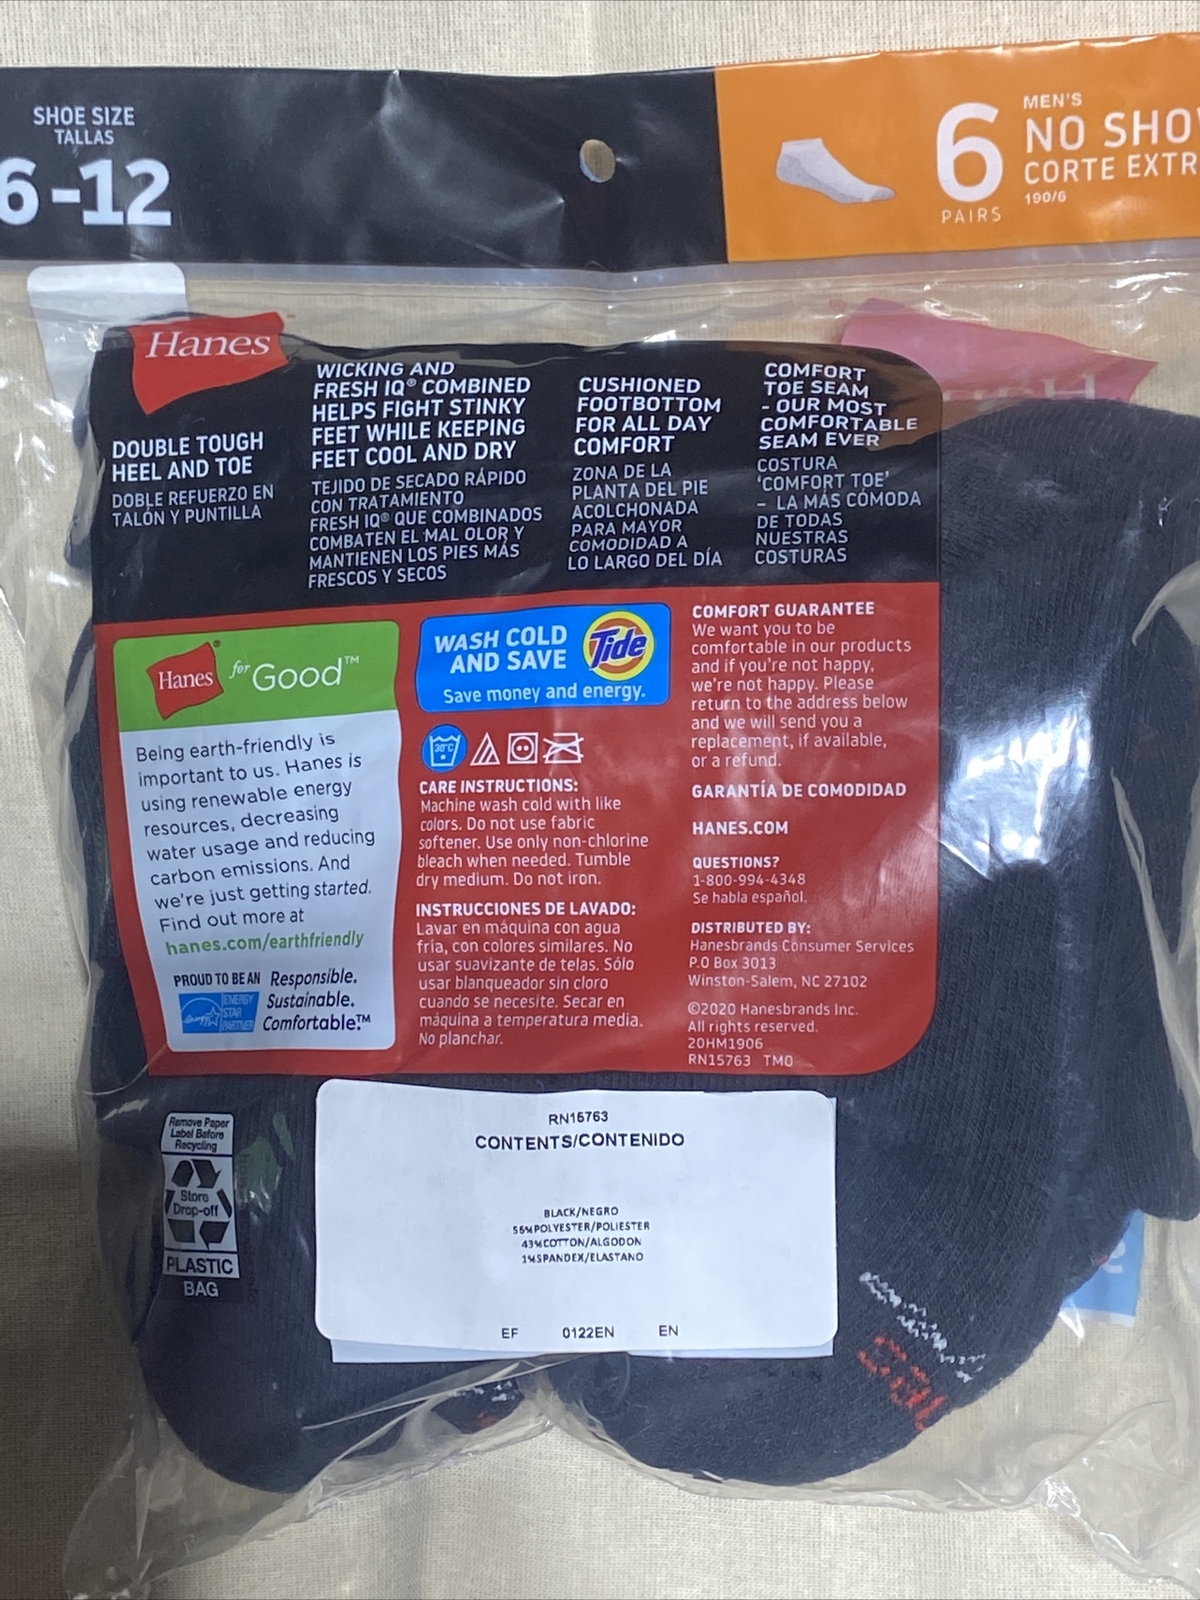 SHOE SIZE
TALLAS
6-12
6
PAIRS
MEN'S
NO SHO
CORTE EXTR
190/6
Hanes
DOUBLE TOUGH
HEEL AND TOE
DOBLE REFUERZO EN
TALÓN Y PUNTILLA
WICKING AND
FRESH IQ® COMBINED
HELPS FIGHT STINKY
FEET WHILE KEEPING
FEET COOL AND DRY
TEJIDO DE SECADO RÁPIDO
CON TRATAMIENTO
FRESH IQ® QUE COMBINADOS
COMBATEN EL MAL OLOR Y
MANTIENEN LOS PIES MÁS
FRESCOS Y SECOS
CUSHIONED
FOOTBOTTOM
FOR ALL DAY
COMFORT
ZONA DE LA
PLANTA DEL PIE
ACOLCHONADA
PARA MAYOR
COMODIDAD A
LO LARGO DEL DÍA
COMFORT
TOE SEAM
- OUR MOST
COMFORTABLE
SEAM EVER
COSTURA
'COMFORT TOE'
– LA MÁS CÓMODA
DE TODAS
NUESTRAS
COSTURAS
Hanes® for Good™
Being earth-friendly is
important to us. Hanes is
using renewable energy
resources, decreasing
water usage and reducing
carbon emissions. And
we're just getting started.
Find out more at
hanes.com/earthfriendly
PROUD TO BE AN
energy
ENERGY
STAR
PARTNER
Responsible.
Sustainable.
Comfortable.™
WASH COLD
AND SAVE
Tide
Save money and energy.
30°C
CARE INSTRUCTIONS:
Machine wash cold with like
colors. Do not use fabric
softener. Use only non-chlorine
bleach when needed. Tumble
dry medium. Do not iron.
INSTRUCCIONES DE LAVADO:
Lavar en máquina con agua
fría, con colores similares. No
usar suavizante de telas. Sólo
usar blanqueador sin cloro
cuando se necesite. Secar en
máquina a temperatura media.
No planchar.
COMFORT GUARANTEE
We want you to be
comfortable in our products
and if you're not happy,
we're not happy. Please
return to the address below
and we will send you a
replacement, if available,
or a refund.
GARANTÍA DE COMODIDAD
HANES.COM
QUESTIONS?
1-800-994-4348
Se habla español.
DISTRIBUTED BY:
Hanesbrands Consumer Services
P.O Box 3013
Winston-Salem, NC 27102
©2020 Hanesbrands Inc.
All rights reserved.
20HM1906
RN15763 TM0
Remove Paper
Label Before
Recycling
Store
Drop-off
PLASTIC
BAG
RN15763
CONTENTS/CONTENIDO
BLACK/NEGRO
56%POLYESTER/POLIESTER
43%COTTON/ALGODON
1%SPANDEX/ELASTANO
EF 0122EN EN